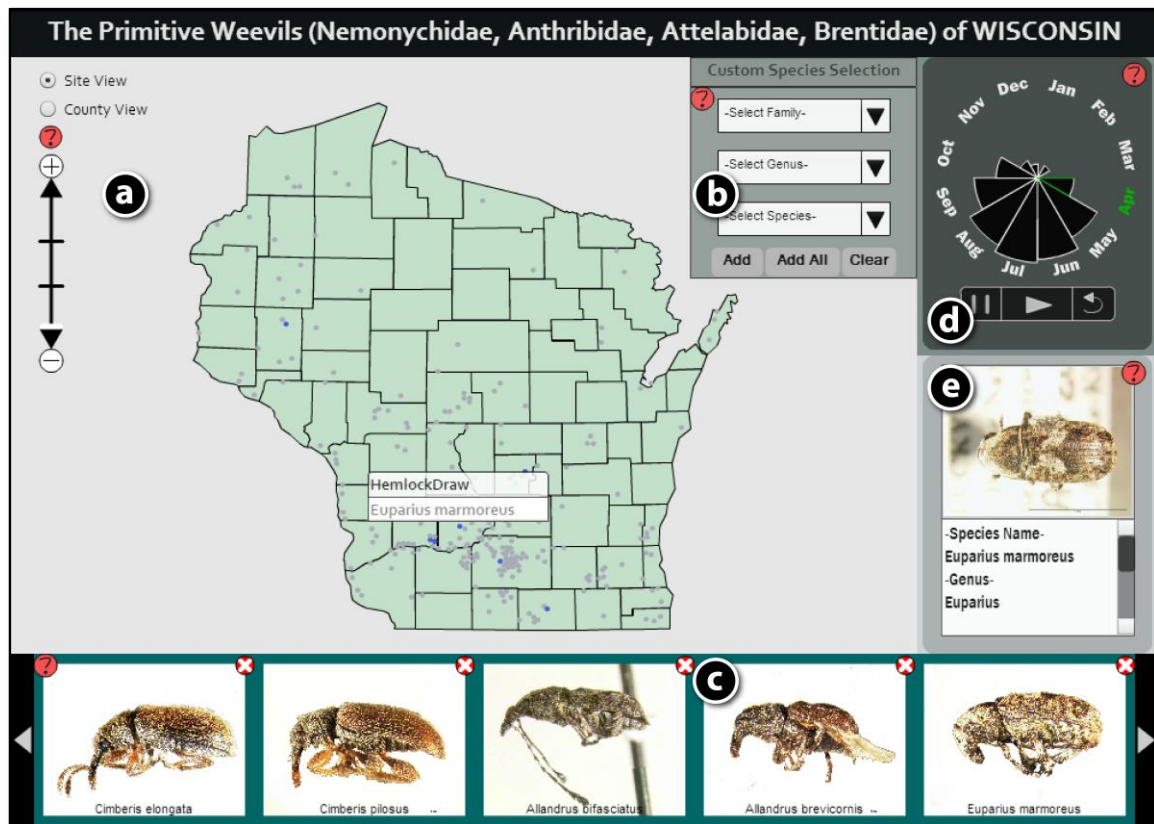 The Primitive Weevils (Nemonychidae, Anthribidae, Attelabidae, Brentidae) of WISCONSIN
Site View
County View
?
a
HemlockDraw
Euparius marmoreus
Custom Species Selection
?
-Select Family-
-Select Genus-
b
-Select Species-
Add
Add All
Clear
?
Dec
Jan
Feb
Mar
Apr
May
Jun
Jul
Aug
Sep
Oct
Nov
d
e
?
-Species Name-
Euparius marmoreus
-Genus-
Euparius
?
c
Cimberis elongata
Cimberis pilosus
Allandrus bifasciatus
Allandrus brevicornis
Euparius marmoreus